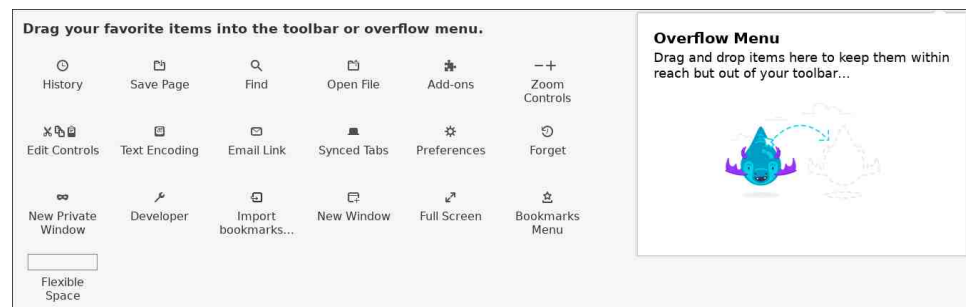 Drag your favorite items into the toolbar or overflow menu.
History
Save Page
Find
Open File
Add-ons
Zoom
Controls
Edit Controls
Text Encoding
Email Link
Synced Tabs
Preferences
Forget
New Private
Window
Developer
Import
bookmarks...
New Window
Full Screen
Bookmarks
Menu
Flexible
Space
Overflow Menu
Drag and drop items here to keep them within
reach but out of your toolbar...